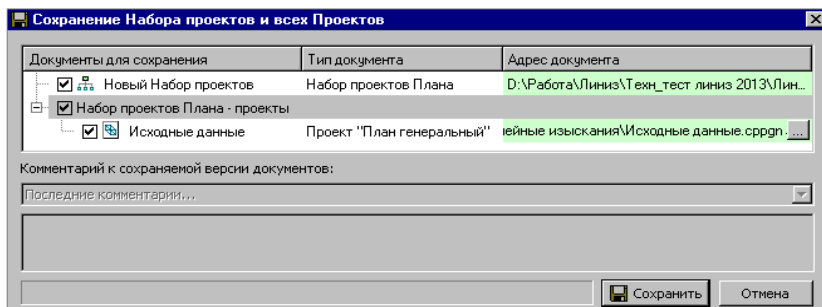 Сохранение Набора проектов и всех Проектов
Документы для сохранения Тип документа Адрес документа
Новый Набор проектов Набор проектов Плана D:\Работа\Линиз\Техн_тест линиз 2013\Лин...
Набор проектов Плана - проекты
Исходные данные Проект "План генеральный" ейные изыскания\Исходные данные.cppgn ...
Комментарий к сохраняемой версии документов:
Последние комментарии...
Сохранить Отмена